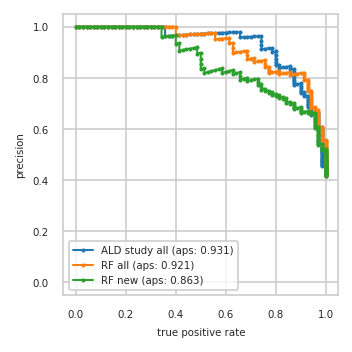 1.0
0.8
0.6
0.4
0.2
0.0
precision
ALD study all (aps: 0.931)
RF all (aps: 0.921)
RF new (aps: 0.863)
0.0 0.2 0.4 0.6 0.8 1.0
true positive rate